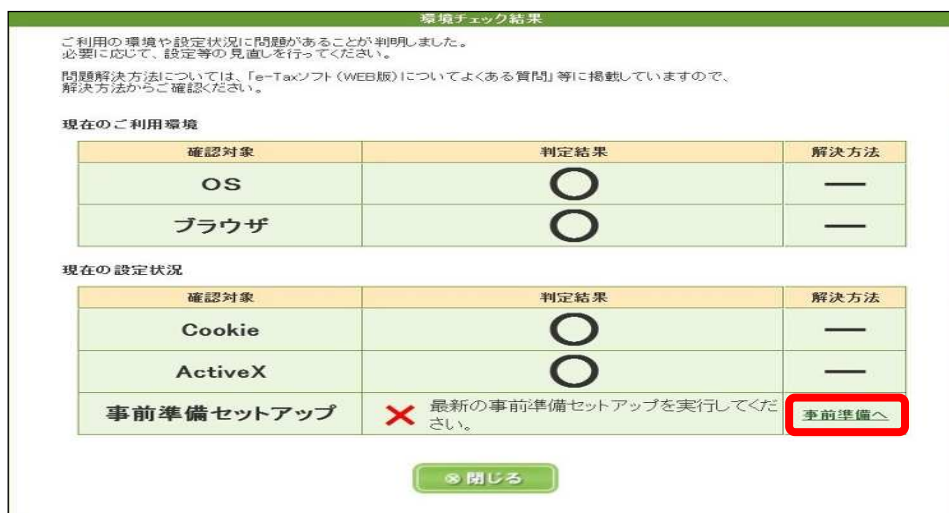 環境チェック結果
ご利用の環境や設定状況に問題があることが判明しました。
必要に応じて、設定等の見直しを行ってください。
問題解決方法については、「e-Taxソフト(WEB版)についてよくある質問」等に掲載していますので、
解決方法からご確認ください。
現在のご利用環境
確認対象 判定結果 解決方法
OS ○ ―
ブラウザ ○ ―
現在の設定状況
確認対象 判定結果 解決方法
Cookie ○ ―
ActiveX ○ ―
事前準備セットアップ × 最新の事前準備セットアップを実行してくだ
さい。
事前準備へ
⊗閉じる